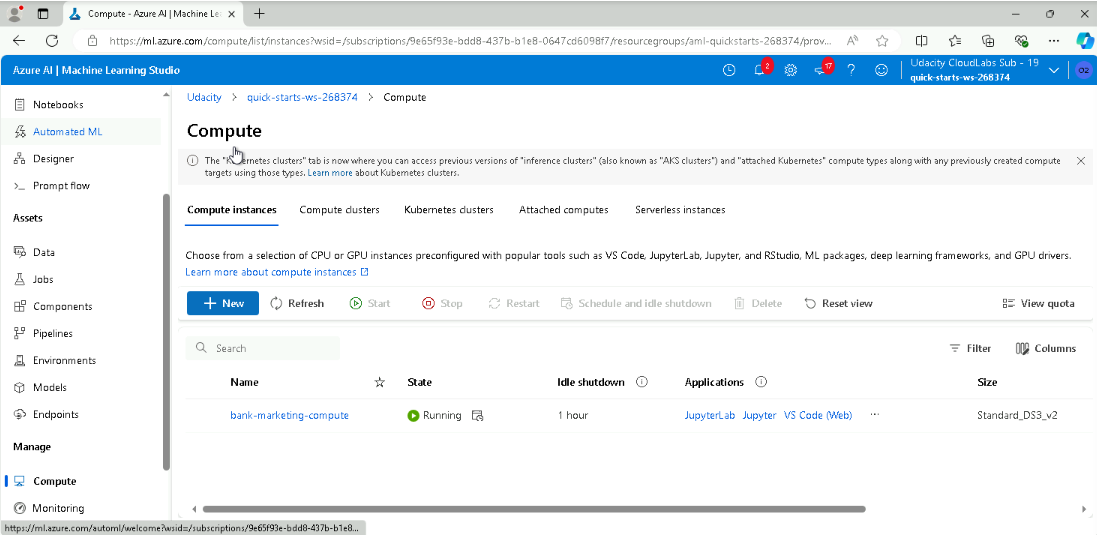 Compute - Azure AI | Machine Le
https://ml.azure.com/compute/list/instances?wsid=/subscriptions/9e65f93e-bdd8-437b-b1e8-0647cd6098f7/resourcegroups/aml-quickstarts-268374/prov...
Azure AI | Machine Learning Studio
2
17
Udacity CloudLabs Sub - 19
quick-starts-ws-268374
Notebooks
Automated ML
Designer
Prompt flow
Assets
Data
Jobs
Components
Pipelines
Environments
Models
Endpoints
Manage
Compute
Monitoring
https://ml.azure.com/automl/welcome?wsid=/subscriptions/9e65f93e-bdd8-437b-b1e8...
Udacity > quick-starts-ws-268374 > Compute
Compute
The "Kubernetes clusters" tab is now where you can access previous versions of "inference clusters" (also known as "AKS clusters") and "attached Kubernetes" compute types along with any previously created compute
targets using those types. Learn more about Kubernetes clusters.
Compute instances Compute clusters Kubernetes clusters Attached computes Serverless instances
Choose from a selection of CPU or GPU instances preconfigured with popular tools such as VS Code, JupyterLab, Jupyter, and RStudio, ML packages, deep learning frameworks, and GPU drivers.
Learn more about compute instances
New Refresh Start Stop Restart Schedule and idle shutdown Delete Reset view View quota
Search Filter Columns
Name State Idle shutdown Applications Size
bank-marketing-compute Running 1 hour JupyterLab Jupyter VS Code (Web) ... Standard_DS3_v2